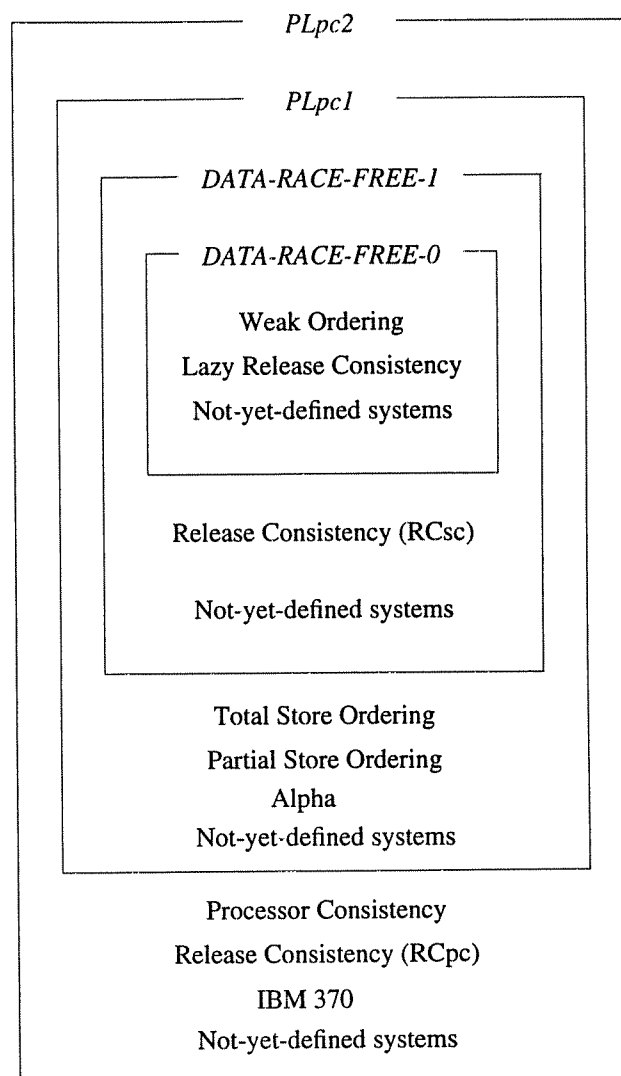 PLpc2
PLpc1
DATA-RACE-FREE-1
DATA-RACE-FREE-0
Weak Ordering
Lazy Release Consistency
Not-yet-defined systems
Release Consistency (RCsc)
Not-yet-defined systems
Total Store Ordering
Partial Store Ordering
Alpha
Not-yet-defined systems
Processor Consistency
Release Consistency (RCpc)
IBM 370
Not-yet-defined systems